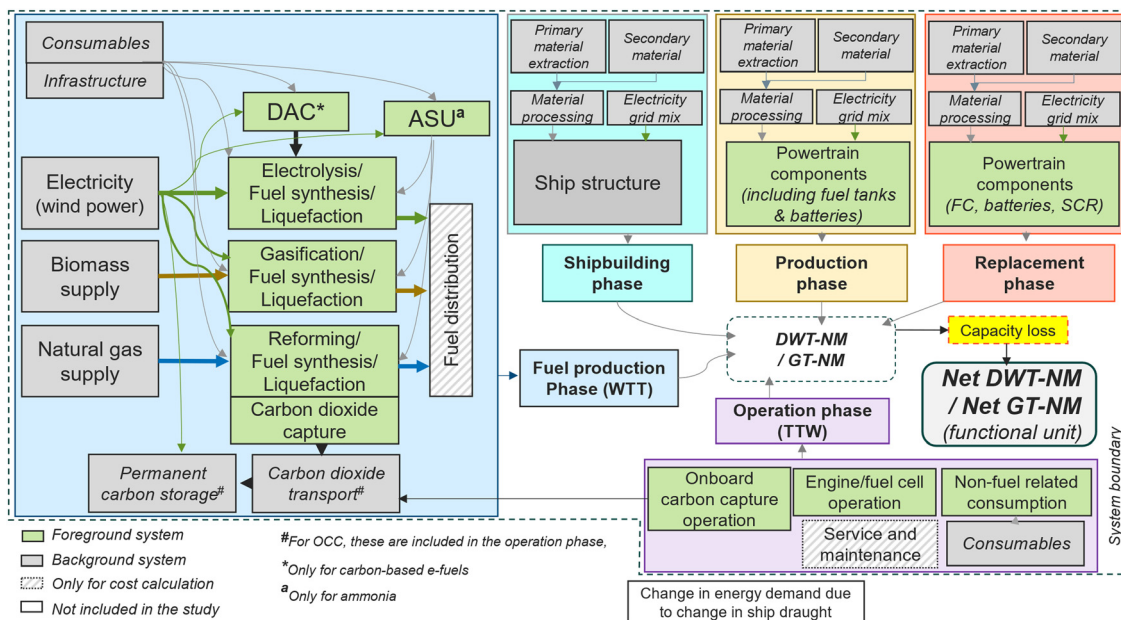 Consumables
Infrastructure
DAC*
ASUa
Electricity
(wind power)
Electrolysis/
Fuel synthesis/
Liquefaction
Biomass
supply
Gasification/
Fuel synthesis/
Liquefaction
Natural gas
supply
Reforming/
Fuel synthesis/
Liquefaction
Carbon dioxide
capture
Fuel distribution
Permanent
carbon storage#
Carbon dioxide
transport#
Primary
material
extraction
Secondary
material
Material
processing
Electricity
grid mix
Ship structure
Shipbuilding
phase
Primary
material
extraction
Secondary
material
Material
processing
Electricity
grid mix
Powertrain
components
(including fuel tanks
& batteries)
Production
phase
Primary
material
extraction
Secondary
material
Material
processing
Electricity
grid mix
Powertrain
components
(FC, batteries, SCR)
Replacement
phase
Fuel production
Phase (WTT)
DWT-NM
/ GT-NM
Capacity loss
Net DWT-NM
/ Net GT-NM
(functional unit)
Operation phase
(TTW)
Onboard
carbon capture
operation
Engine/fuel cell
operation
Service and
maintenance
Non-fuel related
consumption
Consumables
System boundary
Foreground system
Background system
Only for cost calculation
Not included in the study
#For OCC, these are included in the operation phase,
*Only for carbon-based e-fuels
aOnly for ammonia
Change in energy demand due
to change in ship draught